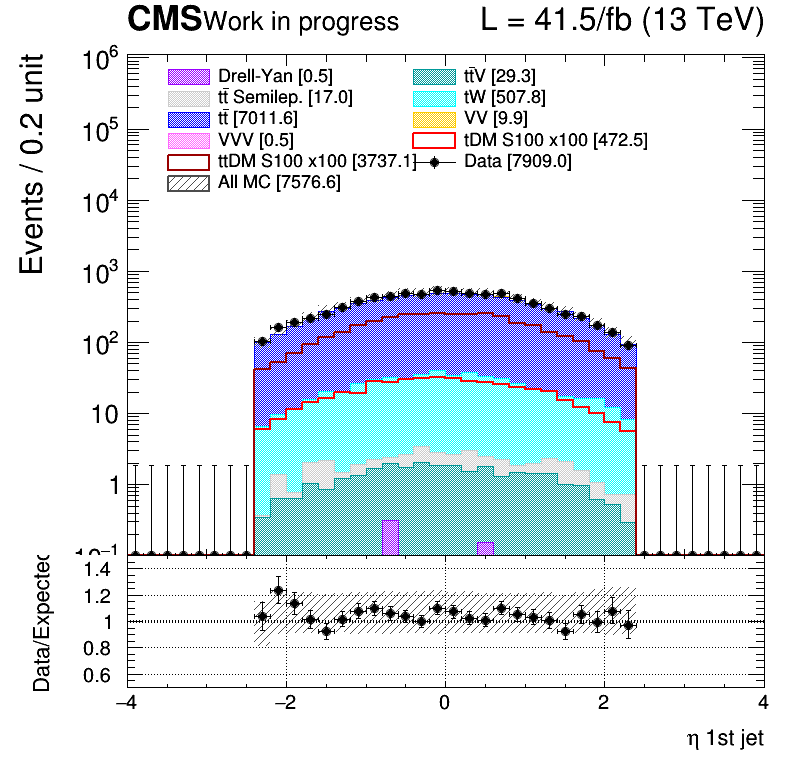 CMS Work in progress L = 41.5/fb (13 TeV)
Events / 0.2 unit
10⁶
10⁵
10⁴
10³
10²
10
1
10⁻¹
Drell-Yan [0.5] tt̄V [29.3]
tt̄ Semilep. [17.0] tW [507.8]
tt̄ [7011.6] VV [9.9]
VVV [0.5] tDM S100 x100 [472.5]
ttDM S100 x100 [3737.1] Data [7909.0]
All MC [7576.6]
Data/Expected
1.4
1.2
1
0.8
0.6
−4 −2 0 2 4
η 1st jet